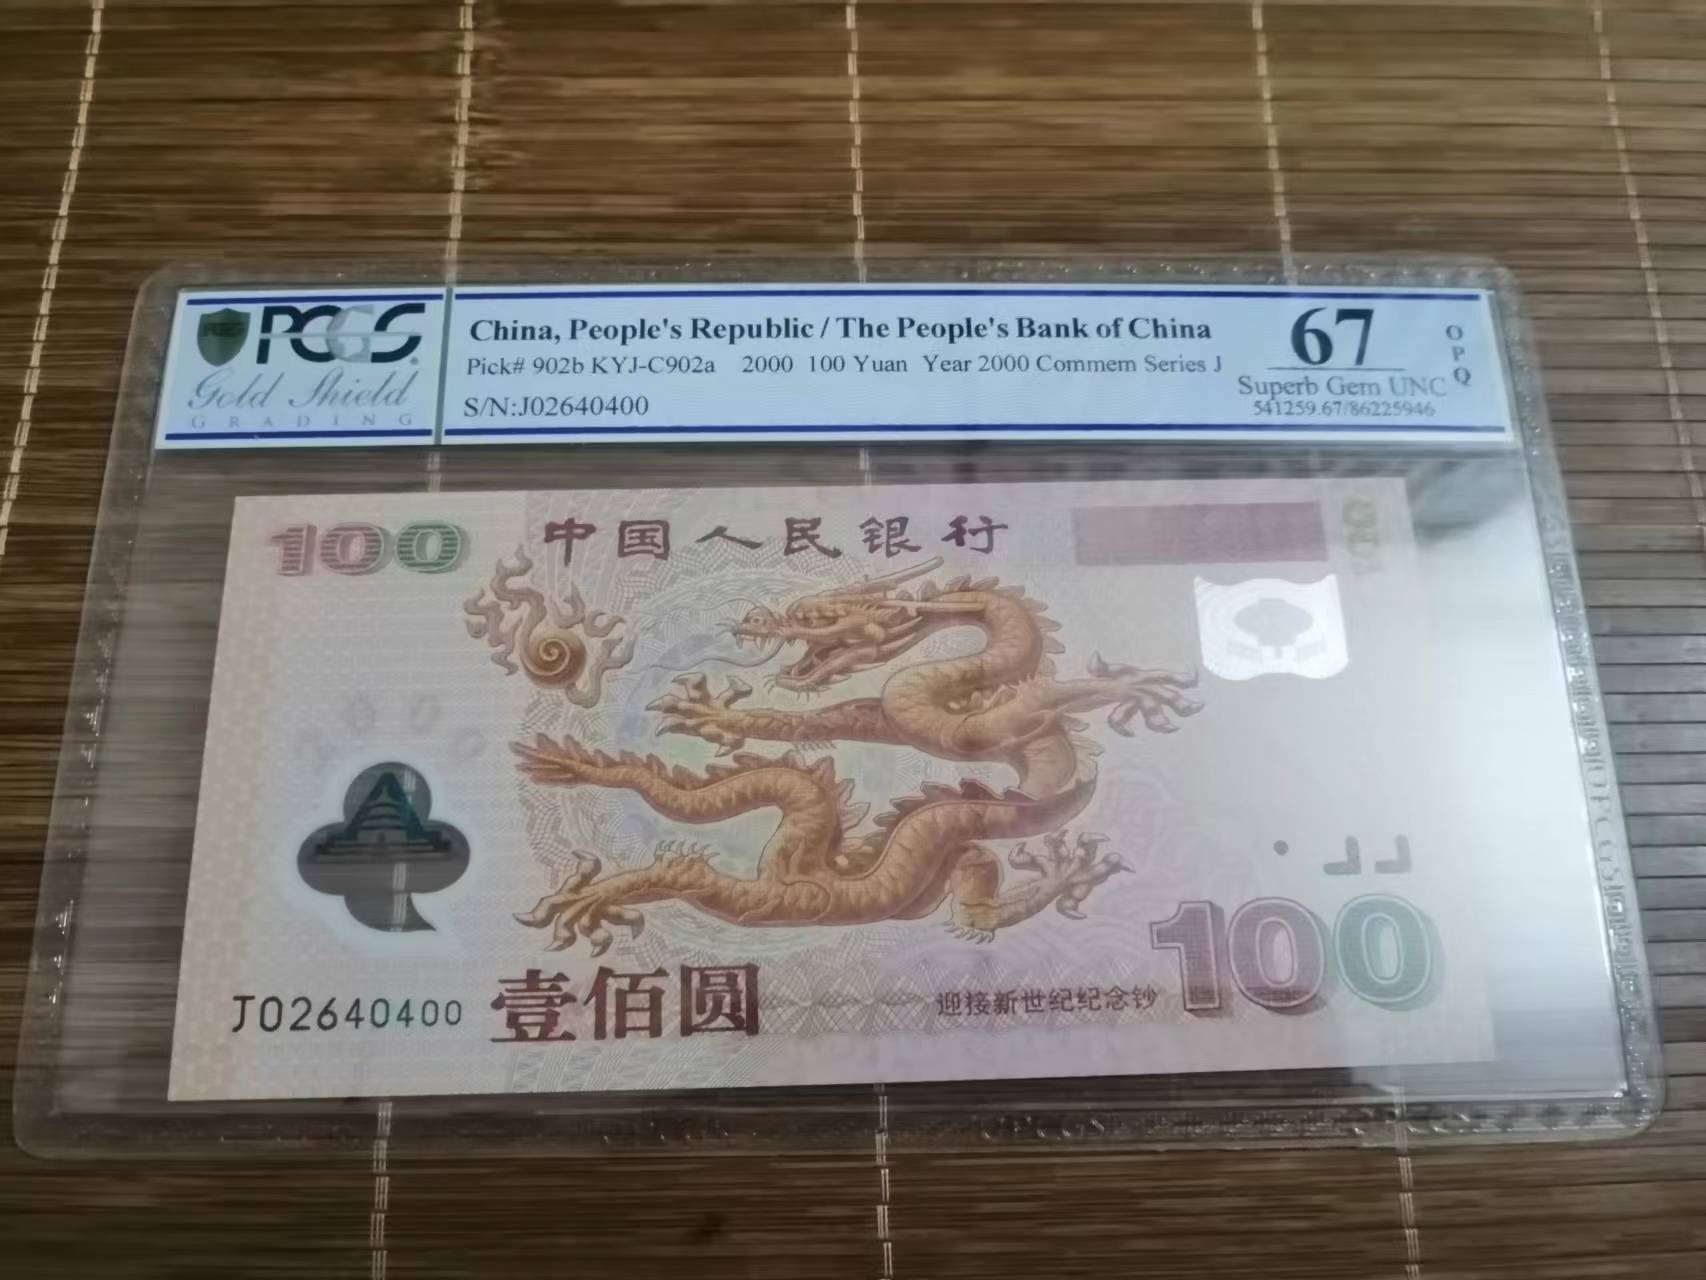 PCGS
Gold Shield
GRADING
China, People's Republic / The People's Bank of China
Pick# 902b KYJ-C902a 2000 100 Yuan Year 2000 Commem Series J
S/N:J02640400
67
OPQ
Superb Gem UNC
541259.67/86225946
100
中国人民银行
100
J02640400
壹佰圆
迎接新世纪纪念钞
100